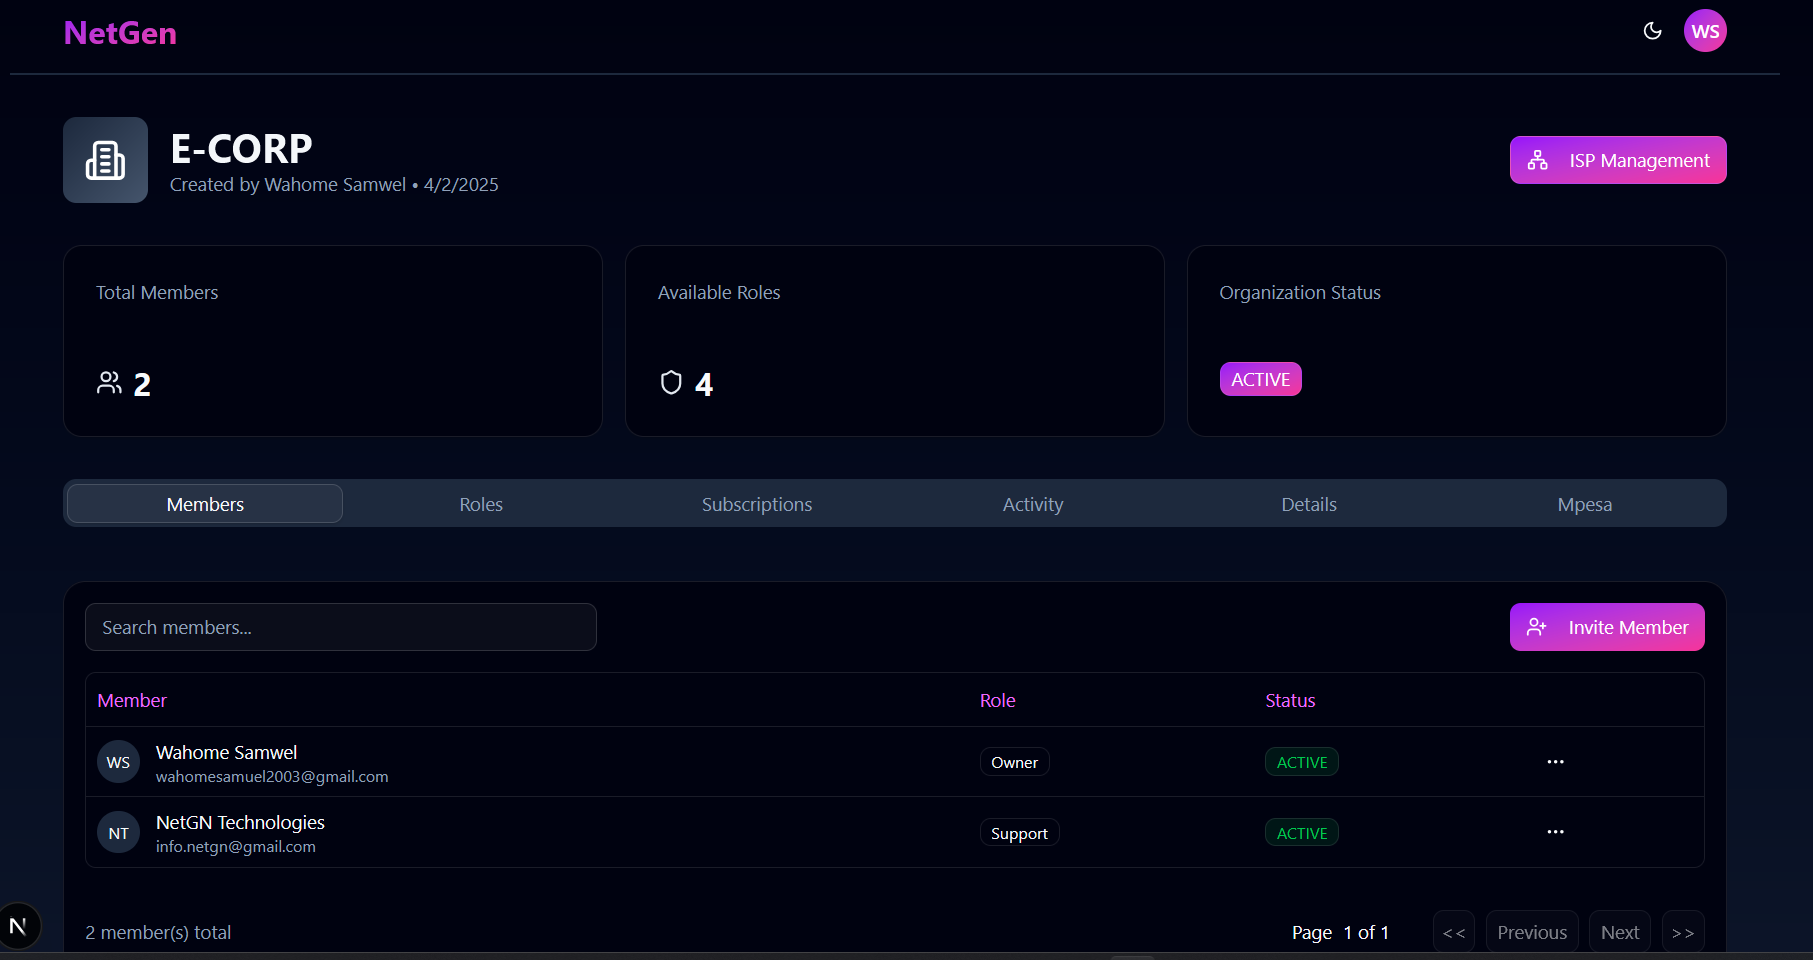 NetGen
WS
E-CORP
Created by Wahome Samwel • 4/2/2025
ISP Management
Total Members
2
Available Roles
4
Organization Status
ACTIVE
Members Roles Subscriptions Activity Details Mpesa
Search members...
Invite Member
Member Role Status
WS Wahome Samwel Owner ACTIVE ...
wahomesamuel2003@gmail.com
NT NetGN Technologies Support ACTIVE ...
info.netgn@gmail.com
N
2 member(s) total Page 1 of 1 << Previous Next >>